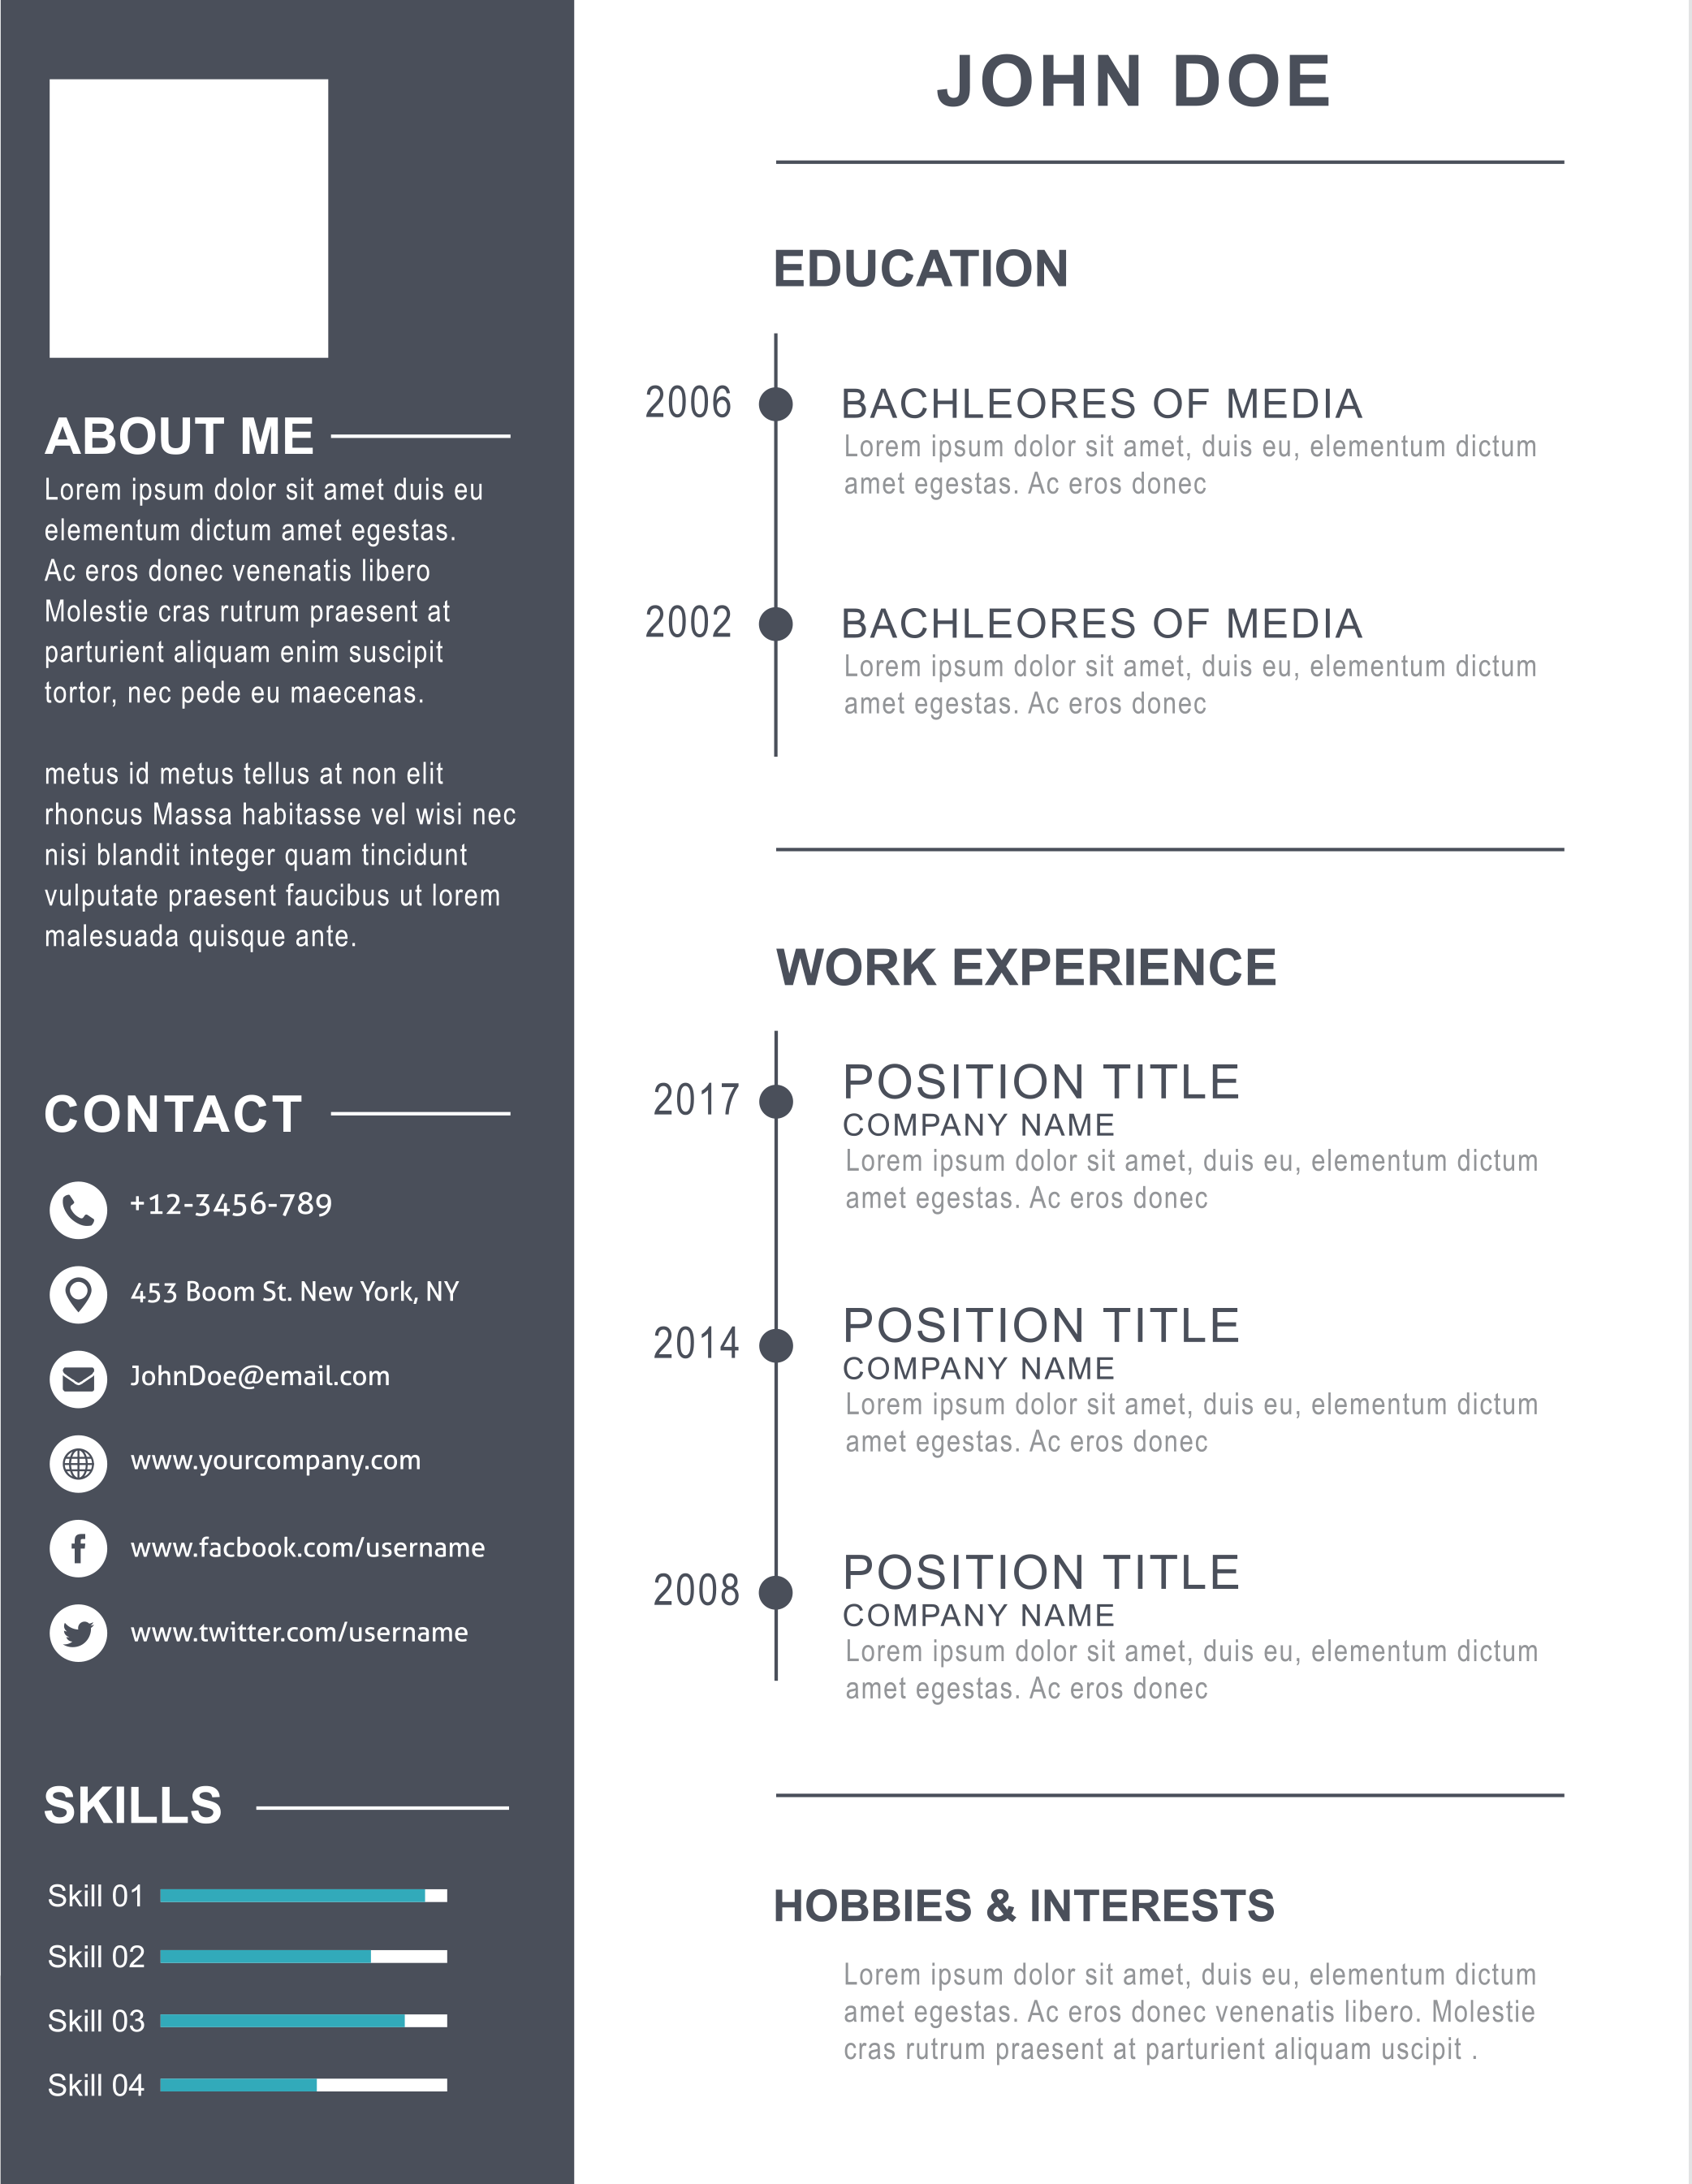 JOHN DOE
ABOUT ME
Lorem ipsum dolor sit amet duis eu
elementum dictum amet egestas.
Ac eros donec venenatis libero
Molestie cras rutrum praesent at
parturient aliquam enim suscipit
tortor, nec pede eu maecenas.
metus id metus tellus at non elit
rhoncus Massa habitasse vel wisi nec
nisi blandit integer quam tincidunt
vulputate praesent faucibus ut lorem
malesuada quisque ante.
CONTACT
+12-3456-789
453 Boom St. New York, NY
JohnDoe@email.com
www.yourcompany.com
www.facbook.com/username
www.twitter.com/username
SKILLS
Skill 01
Skill 02
Skill 03
Skill 04
EDUCATION
2006
BACHLEORES OF MEDIA
Lorem ipsum dolor sit amet, duis eu, elementum dictum
amet egestas. Ac eros donec
2002
BACHLEORES OF MEDIA
Lorem ipsum dolor sit amet, duis eu, elementum dictum
amet egestas. Ac eros donec
WORK EXPERIENCE
2017
POSITION TITLE
COMPANY NAME
Lorem ipsum dolor sit amet, duis eu, elementum dictum
amet egestas. Ac eros donec
2014
POSITION TITLE
COMPANY NAME
Lorem ipsum dolor sit amet, duis eu, elementum dictum
amet egestas. Ac eros donec
2008
POSITION TITLE
COMPANY NAME
Lorem ipsum dolor sit amet, duis eu, elementum dictum
amet egestas. Ac eros donec
HOBBIES & INTERESTS
Lorem ipsum dolor sit amet, duis eu, elementum dictum
amet egestas. Ac eros donec venenatis libero. Molestie
cras rutrum praesent at parturient aliquam uscipit .